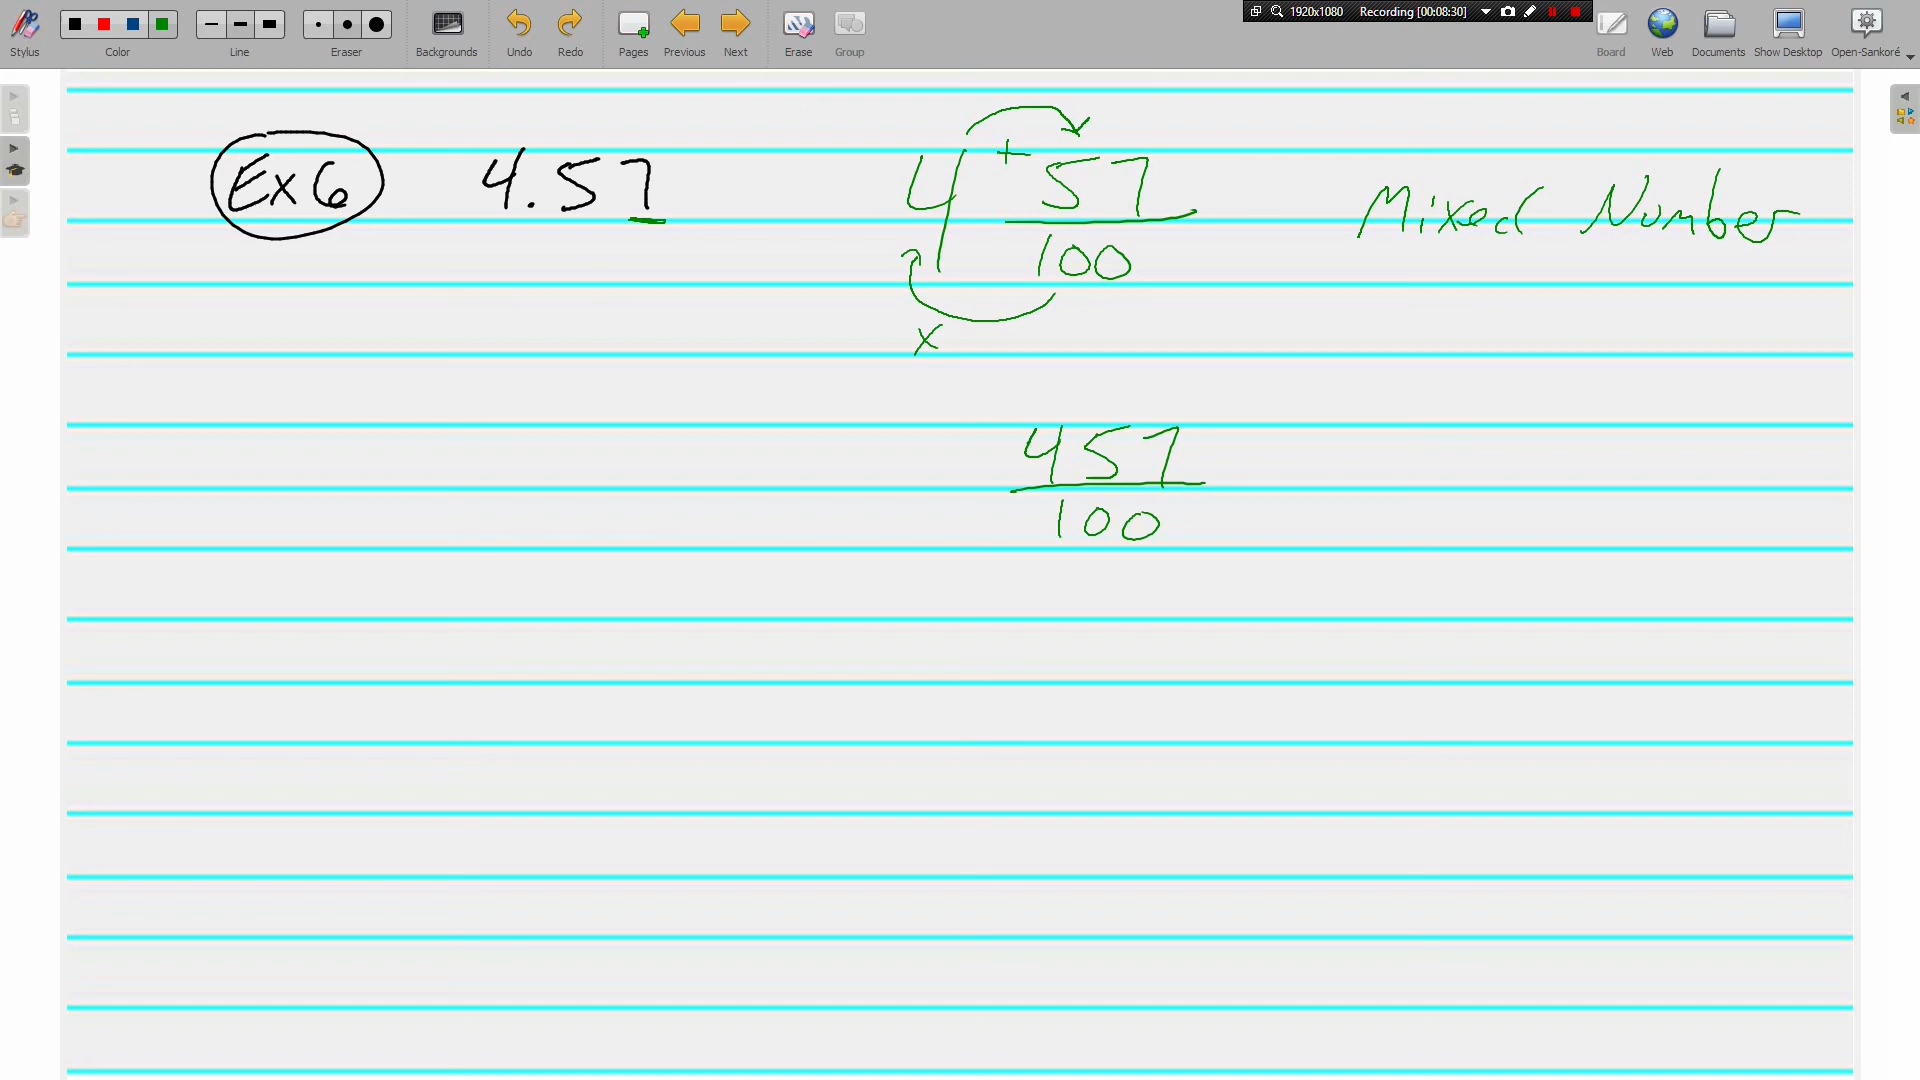 Stylus Color Line Eraser Backgrounds Undo Redo Pages Previous Next Erase Group
1920x1080 Recording [00:08:30]
Board Web Documents Show Desktop Open-Sankoré
Ex 6 4.57 4 + 57 Mixed Number
100
x
457
100